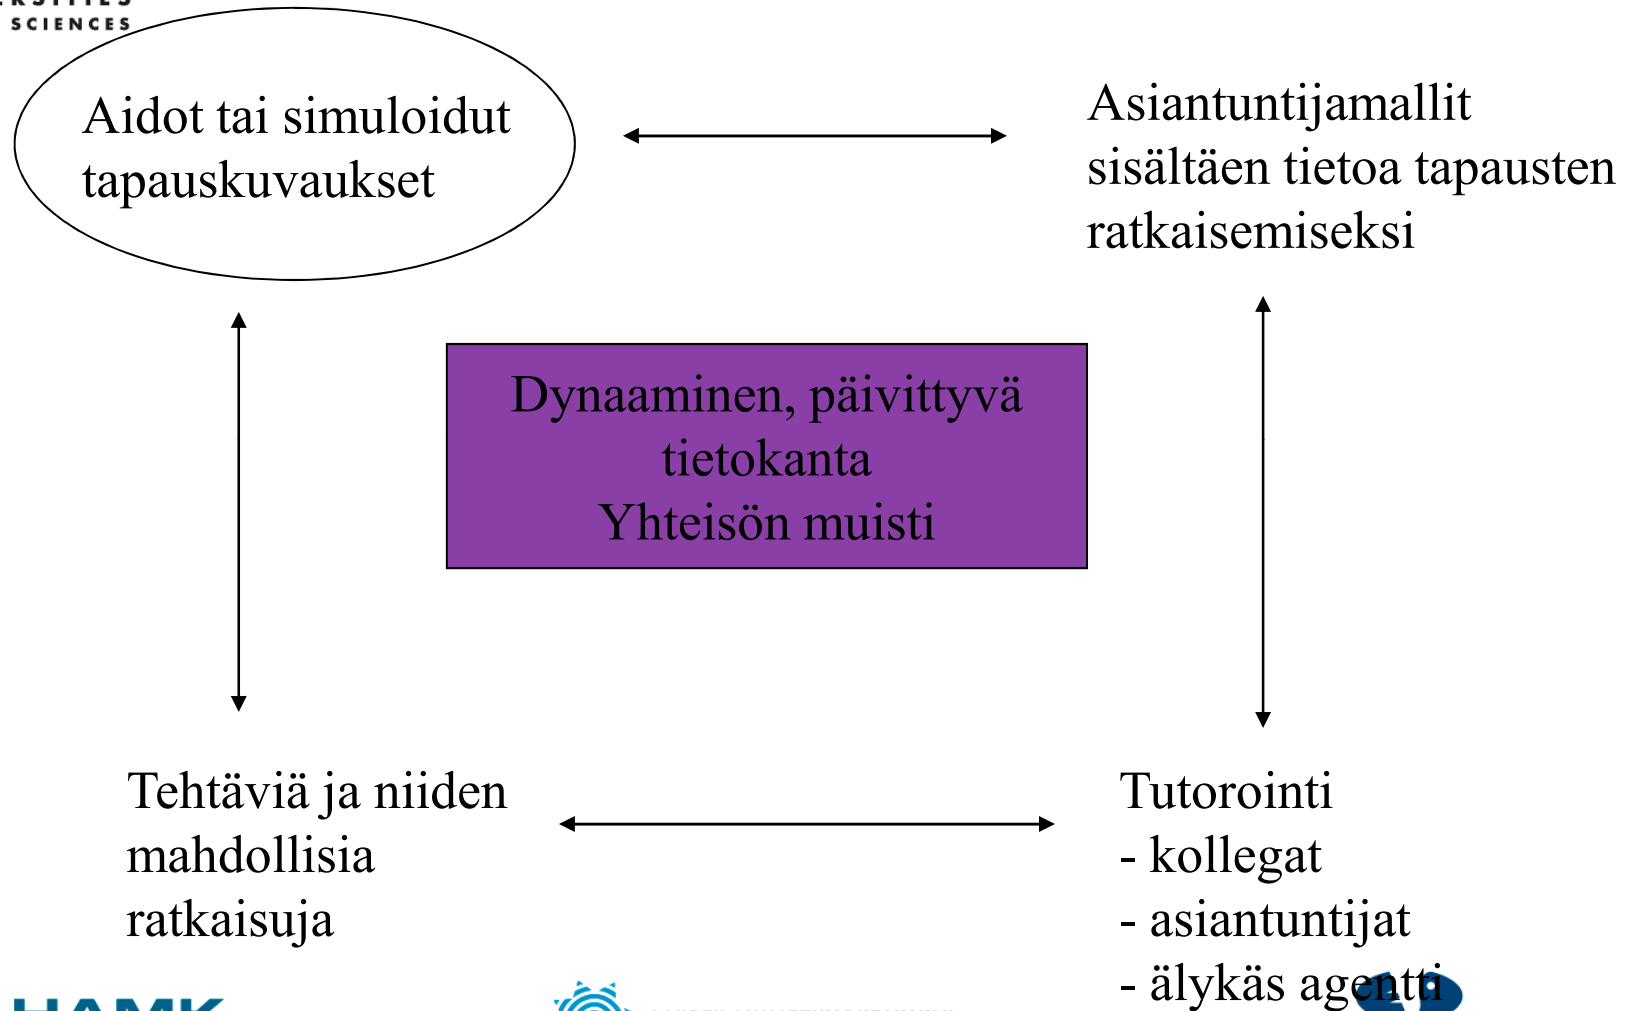 SCIENCES
Aidot tai simuloidut
tapauskuvaukset
Asiantuntijamallit
sisältäen tietoa tapausten
ratkaisemiseksi
Dynaaminen, päivittyvä
tietokanta
Yhteisön muisti
Tehtäviä ja niiden
mahdollisia
ratkaisuja
Tutorointi
- kollegat
- asiantuntijat
- älykäs agentti
HAMK